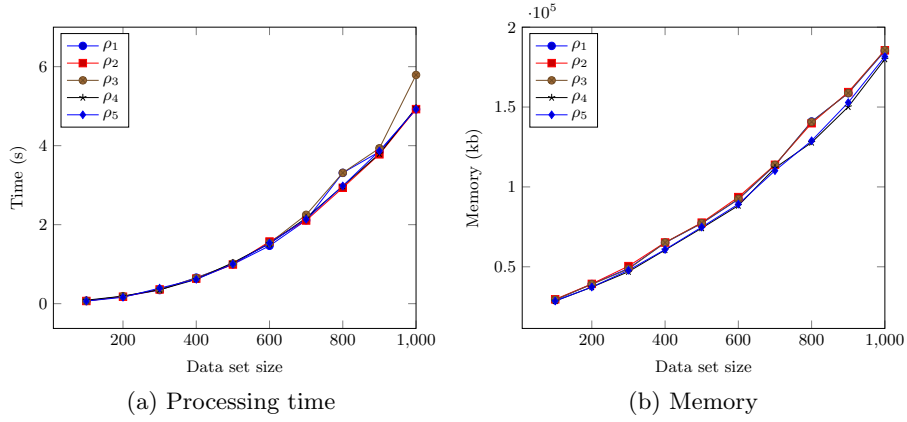 ·10⁵
ρ1
ρ2
ρ3
ρ4
ρ5
6
4
2
0
Time (s)
200 400 600 800 1,000
Data set size
(a) Processing time
ρ1
ρ2
ρ3
ρ4
ρ5
2
1.5
1
0.5
Memory (kb)
200 400 600 800 1,000
Data set size
(b) Memory